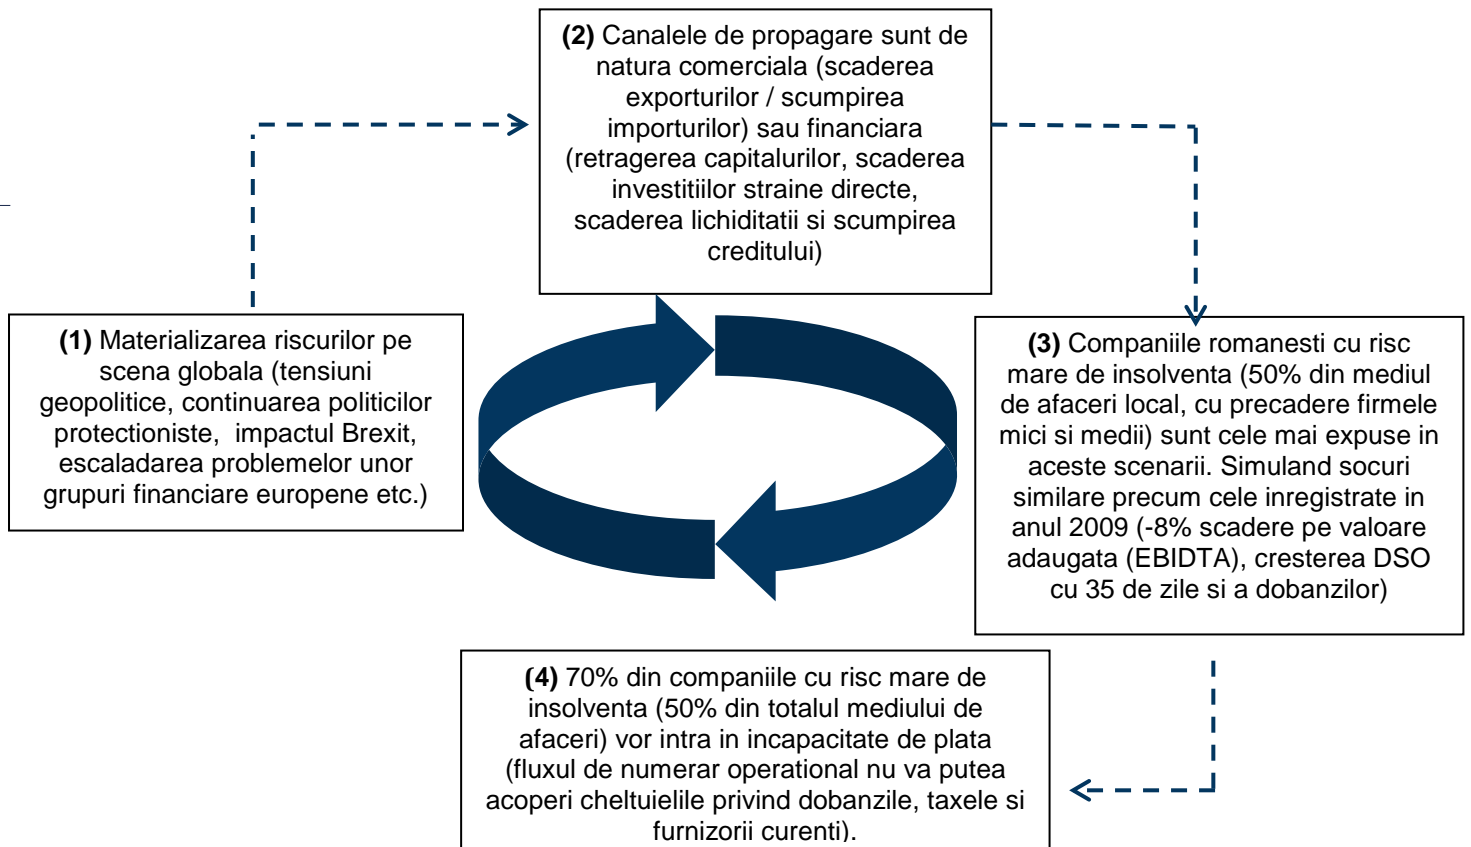 (2) Canalele de propagare sunt de
natura comerciala (scaderea
exporturilor / scumpirea
importurilor) sau financiara
(retragerea capitalurilor, scaderea
investitiilor straine directe,
scaderea lichiditatii si scumpirea
creditului)
(1) Materializarea riscurilor pe
scena globala (tensiuni
geopolitice, continuarea politicilor
protectioniste, impactul Brexit,
escaladarea problemelor unor
grupuri financiare europene etc.)
(3) Companiile romanesti cu risc
mare de insolventa (50% din mediul
de afaceri local, cu precadere firmele
mici si medii) sunt cele mai expuse in
aceste scenarii. Simuland socuri
similare precum cele inregistrate in
anul 2009 (-8% scadere pe valoare
adaugata (EBIDTA), cresterea DSO
cu 35 de zile si a dobanzilor)
(4) 70% din companiile cu risc mare de
insolventa (50% din totalul mediului de
afaceri) vor intra in incapacitate de plata
(fluxul de numerar operational nu va putea
acoperi cheltuielile privind dobanzile, taxele si
furnizorii curenti).